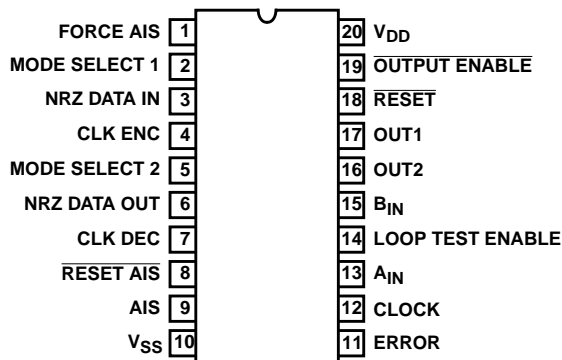 FORCE AIS 1 20 VDD
MODE SELECT 1 2 19 OUTPUT ENABLE
NRZ DATA IN 3 18 RESET
CLK ENC 4 17 OUT1
MODE SELECT 2 5 16 OUT2
NRZ DATA OUT 6 15 BIN
CLK DEC 7 14 LOOP TEST ENABLE
RESET AIS 8 13 AIN
AIS 9 12 CLOCK
VSS 10 11 ERROR